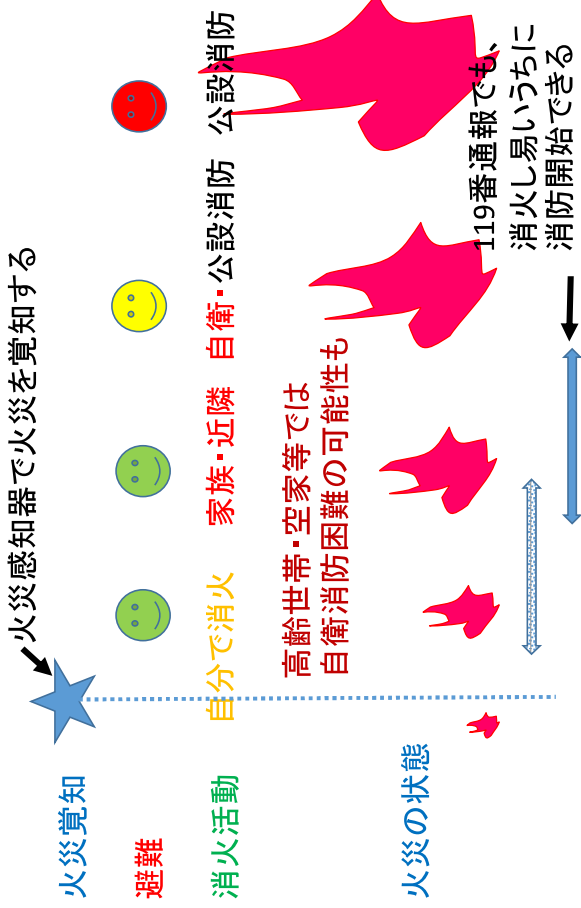 火災感知器で火災を覚知する
火災覚知
避難
消火活動
自分で消火
家族・近隣
自衛・公設消防
公設消防
高齢世帯・空家等では
自衛消防困難の可能性も
火災の状態
119番通報でも、
消火し易いうちに
消防開始できる